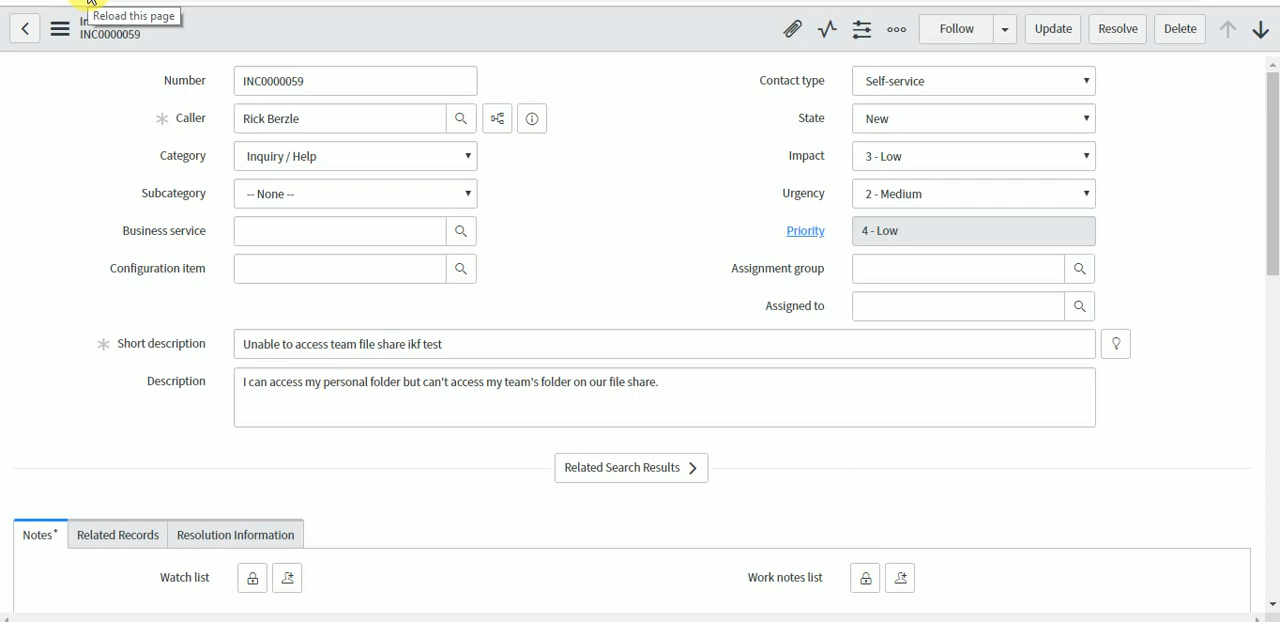 Reload this page
INC0000059
Follow
Update
Resolve
Delete
Number
INC0000059
Contact type
Self-service
Caller
Rick Berzle
State
New
Category
Inquiry / Help
Impact
3 - Low
Subcategory
-- None --
Urgency
2 - Medium
Business service
Priority
4 - Low
Configuration item
Assignment group
Assigned to
Short description
Unable to access team file share ikf test
Description
I can access my personal folder but can't access my team's folder on our file share.
Related Search Results
Notes*
Related Records
Resolution Information
Watch list
Work notes list